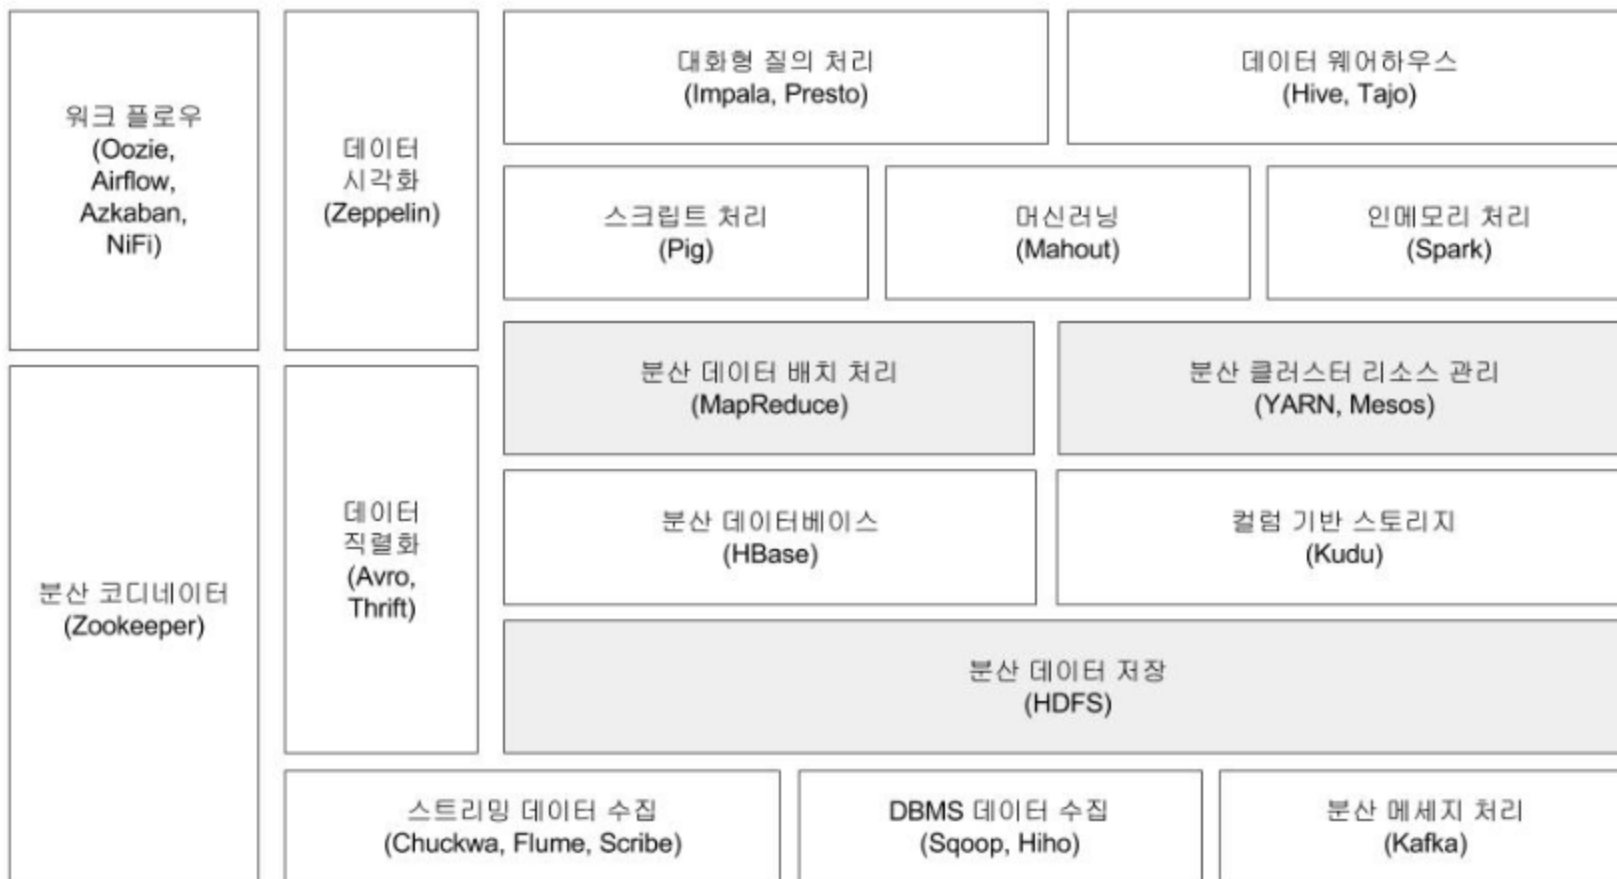 워크 플로우
(Oozie,
Airflow,
Azkaban,
NiFi)
데이터
시각화
(Zeppelin)
대화형 질의 처리
(Impala, Presto)
데이터 웨어하우스
(Hive, Tajo)
스크립트 처리
(Pig)
머신러닝
(Mahout)
인메모리 처리
(Spark)
분산 데이터 배치 처리
(MapReduce)
분산 클러스터 리소스 관리
(YARN, Mesos)
분산 코디네이터
(Zookeeper)
데이터
직렬화
(Avro,
Thrift)
분산 데이터베이스
(HBase)
컬럼 기반 스토리지
(Kudu)
분산 데이터 저장
(HDFS)
스트리밍 데이터 수집
(Chuckwa, Flume, Scribe)
DBMS 데이터 수집
(Sqoop, Hiho)
분산 메세지 처리
(Kafka)